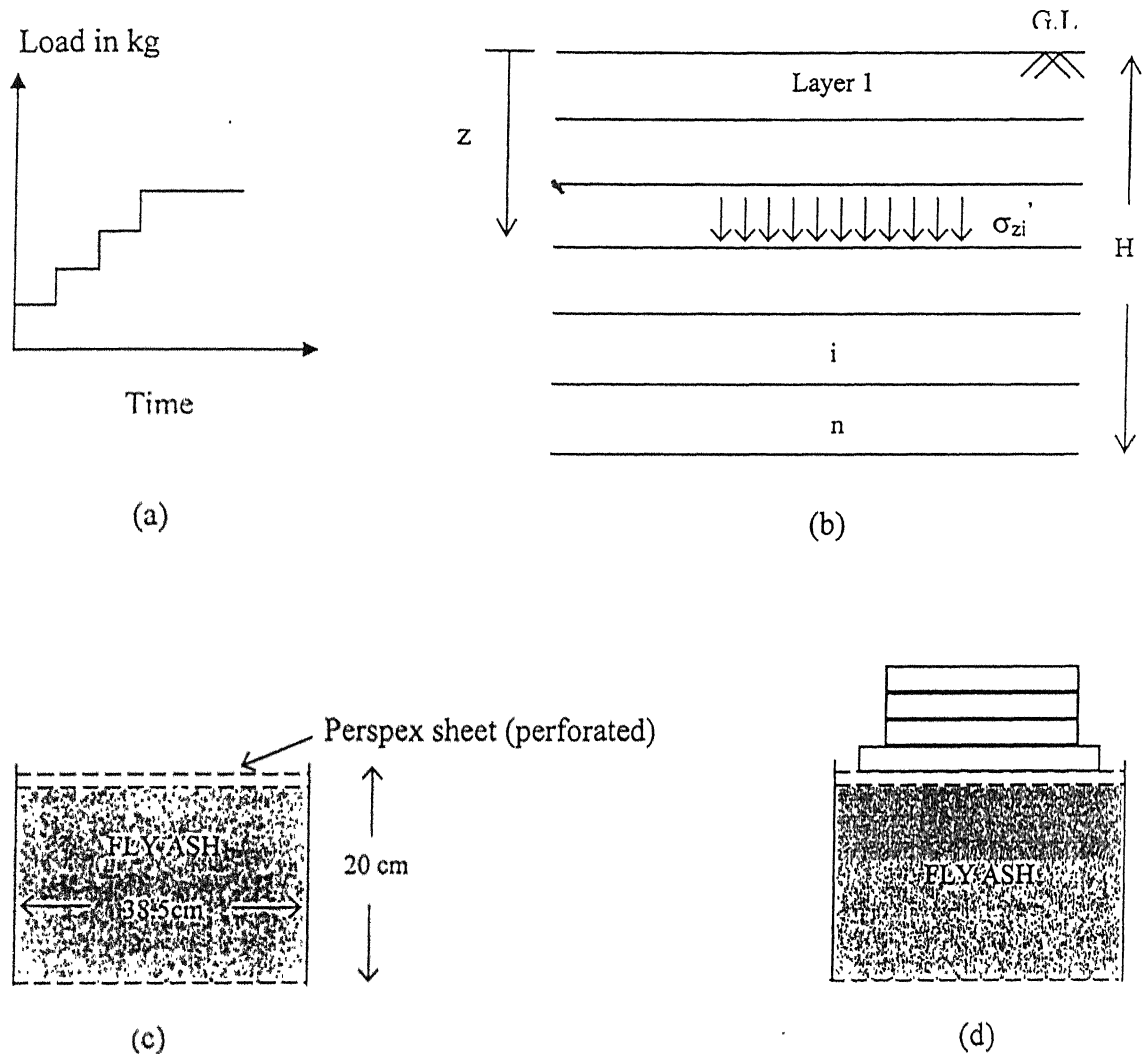 Load in kg
Time
(a)
G.L.
Layer 1
z
σzi'
H
i
n
(b)
Perspex sheet (perforated)
FLY ASH
38.5cm
20 cm
(c)
FLY ASH
(d)